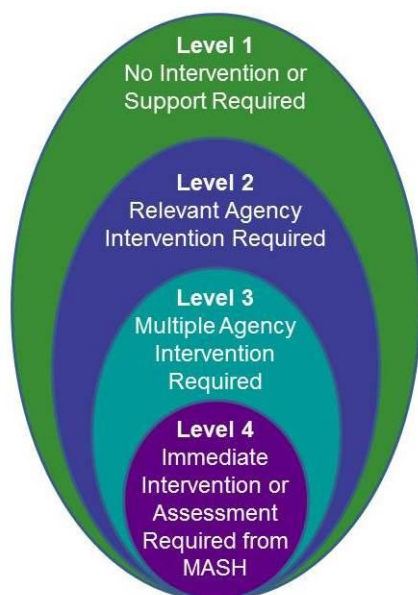 Level 1
No Intervention or
Support Required
Level 2
Relevant Agency
Intervention Required
Level 3
Multiple Agency
Intervention
Required
Level 4
Immediate
Intervention or
Assessment
Required from
MASH